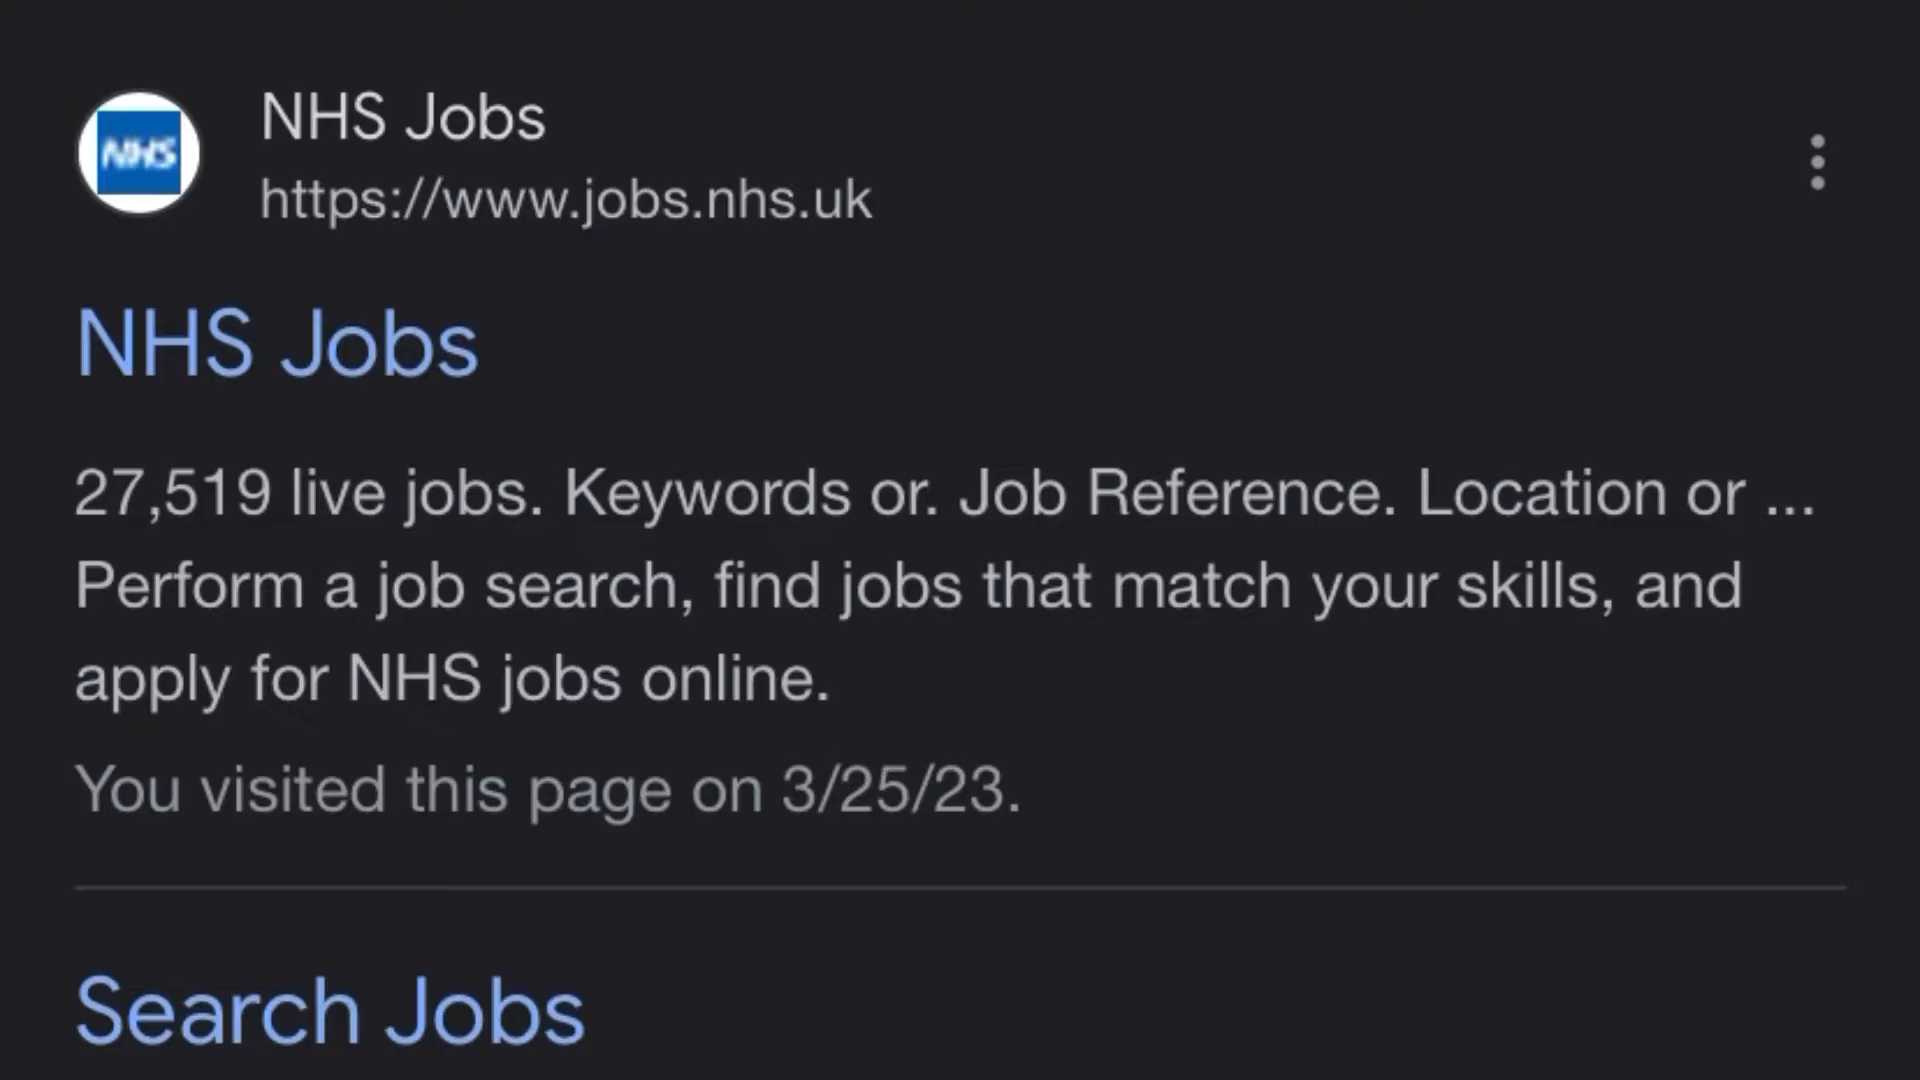 NHS
NHS Jobs
https://www.jobs.nhs.uk
NHS Jobs
27,519 live jobs. Keywords or. Job Reference. Location or ...
Perform a job search, find jobs that match your skills, and
apply for NHS jobs online.
You visited this page on 3/25/23.
Search Jobs